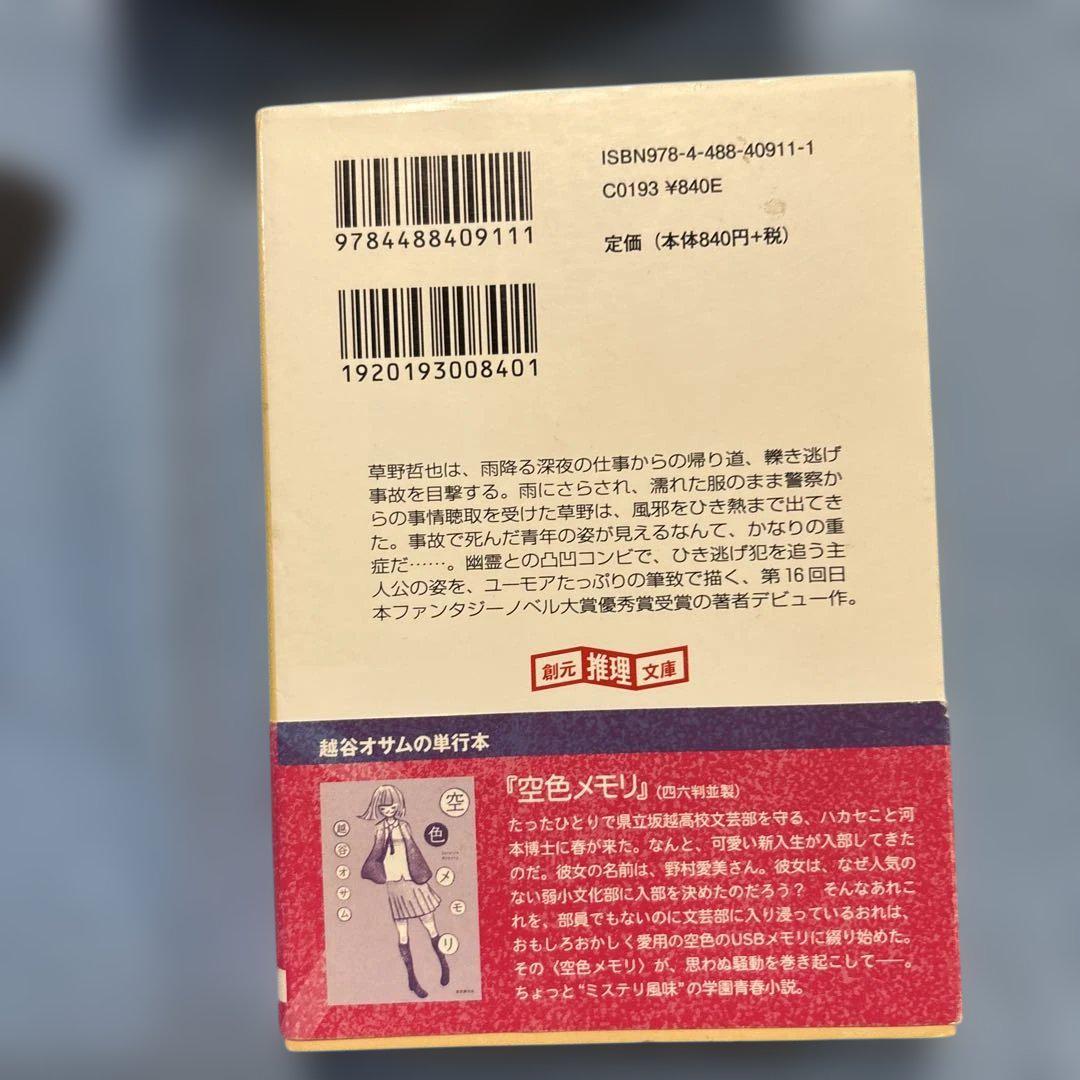 ISBN978-4-488-40911-1
C0193 ¥840E
定価（本体840円+税）
9784488409111
1920193008401
草野哲也は、雨降る深夜の仕事からの帰り道、轢き逃げ
事故を目撃する。雨にさらされ、濡れた服のまま警察か
らの事情聴取を受けた草野は、風邪をひき熱まで出てき
た。事故で死んだ青年の姿が見えるなんて、かなりの重
症だ……。幽霊との凸凹コンビで、ひき逃げ犯を追う主
人公の姿を、ユーモアたっぷりの筆致で描く、第16回日
本ファンタジーノベル大賞優秀賞受賞の著者デビュー作。
創元推理文庫
越谷オサムの単行本
『空色メモリ』（四六判並製）
たったひとりで県立坂越高校文芸部を守る、ハカセこと河
本博士に春が来た。なんと、可愛い新入生が入部してきた
のだ。彼女の名前は、野村愛美さん。彼女は、なぜ人気の
ない弱小文化部に入部を決めたのだろう？　そんなあれこ
れを、部員でもないのに文芸部に入り浸っているおれは、
おもしろおかしく愛用の空色のUSBメモリに綴り始めた。
その〈空色メモリ〉が、思わぬ騒動を巻き起こして――。
ちょっと“ミステリ風味”の学園青春小説。
空色メモリ
越谷オサム